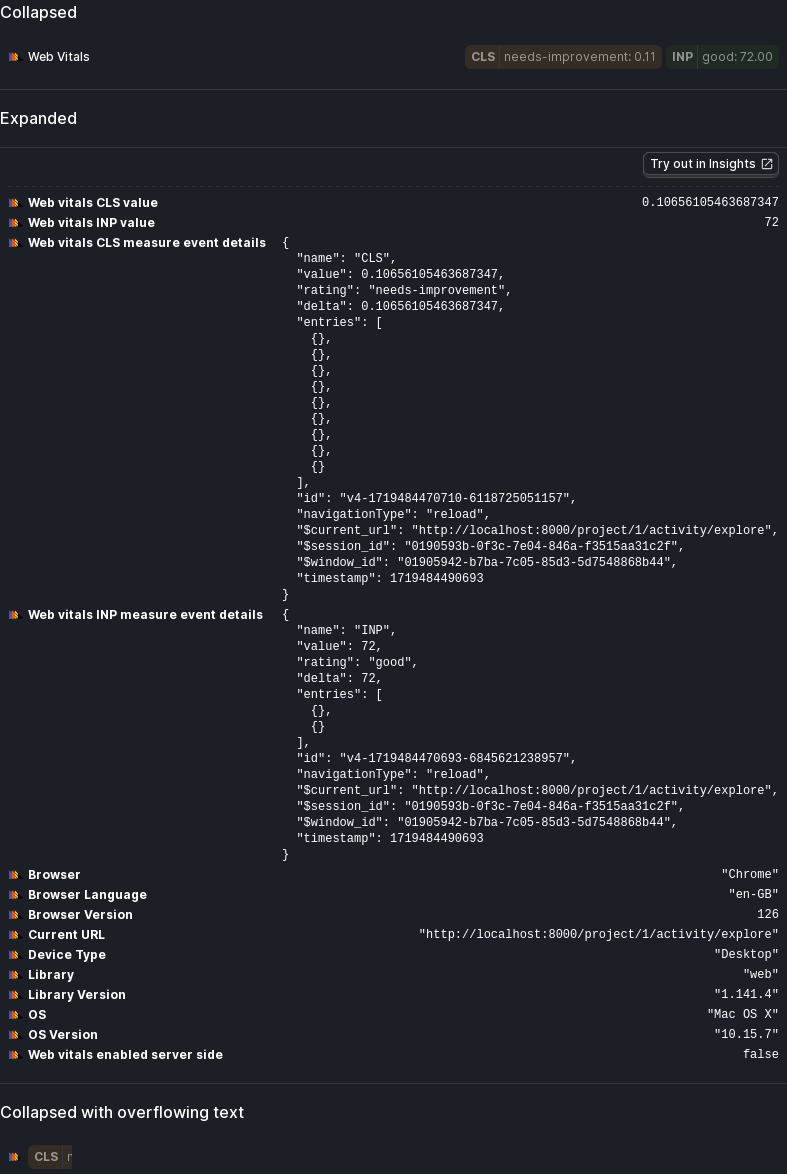 Collapsed
Web Vitals CLS needs-improvement: 0.11 INP good: 72.00
Expanded
Try out in Insights
Web vitals CLS value 0.10656105463687347
Web vitals INP value 72
Web vitals CLS measure event details {
"name": "CLS",
"value": 0.10656105463687347,
"rating": "needs-improvement",
"delta": 0.10656105463687347,
"entries": [
{},
{},
{},
{},
{},
{},
{},
{},
{}
],
"id": "v4-1719484470710-6118725051157",
"navigationType": "reload",
"$current_url": "http://localhost:8000/project/1/activity/explore",
"$session_id": "0190593b-0f3c-7e04-846a-f3515aa31c2f",
"$window_id": "01905942-b7ba-7c05-85d3-5d7548868b44",
"timestamp": 1719484490693
}
Web vitals INP measure event details {
"name": "INP",
"value": 72,
"rating": "good",
"delta": 72,
"entries": [
{},
{}
],
"id": "v4-1719484470693-6845621238957",
"navigationType": "reload",
"$current_url": "http://localhost:8000/project/1/activity/explore",
"$session_id": "0190593b-0f3c-7e04-846a-f3515aa31c2f",
"$window_id": "01905942-b7ba-7c05-85d3-5d7548868b44",
"timestamp": 1719484490693
}
Browser "Chrome"
Browser Language "en-GB"
Browser Version 126
Current URL "http://localhost:8000/project/1/activity/explore"
Device Type "Desktop"
Library "web"
Library Version "1.141.4"
OS "Mac OS X"
OS Version "10.15.7"
Web vitals enabled server side false
Collapsed with overflowing text
CLS